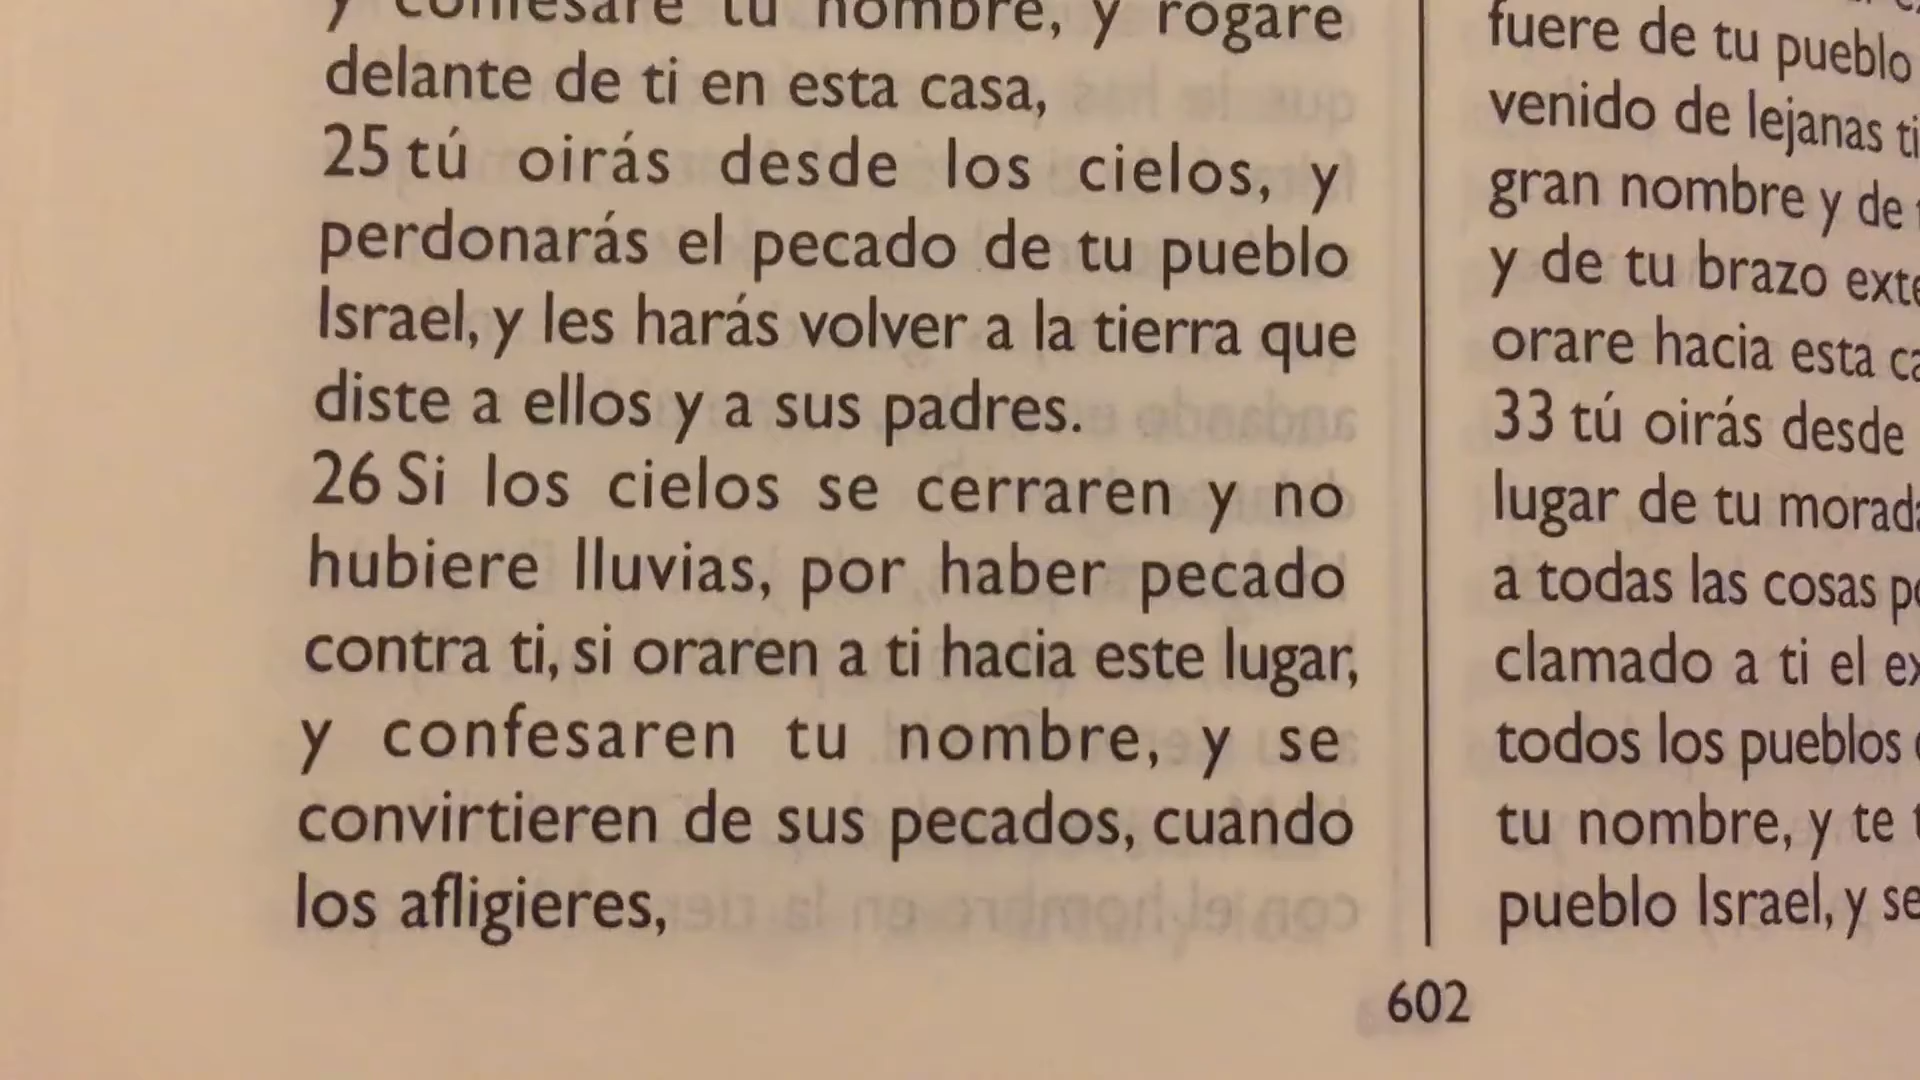 y confesare tu nombre, y rogare
delante de ti en esta casa,
25 tú oirás desde los cielos, y
perdonarás el pecado de tu pueblo
Israel, y les harás volver a la tierra que
diste a ellos y a sus padres.
26 Si los cielos se cerraren y no
hubiere lluvias, por haber pecado
contra ti, si oraren a ti hacia este lugar,
y confesaren tu nombre, y se
convirtieren de sus pecados, cuando
los afligieres,
fuere de tu pueblo
venido de lejanas
gran nombre y de
y de tu brazo
orare hacia esta
33 tú oirás desde
lugar de tu
a todas las cosas
clamado a ti el
todos los pueblos
tu nombre, y te
pueblo Israel, y
602